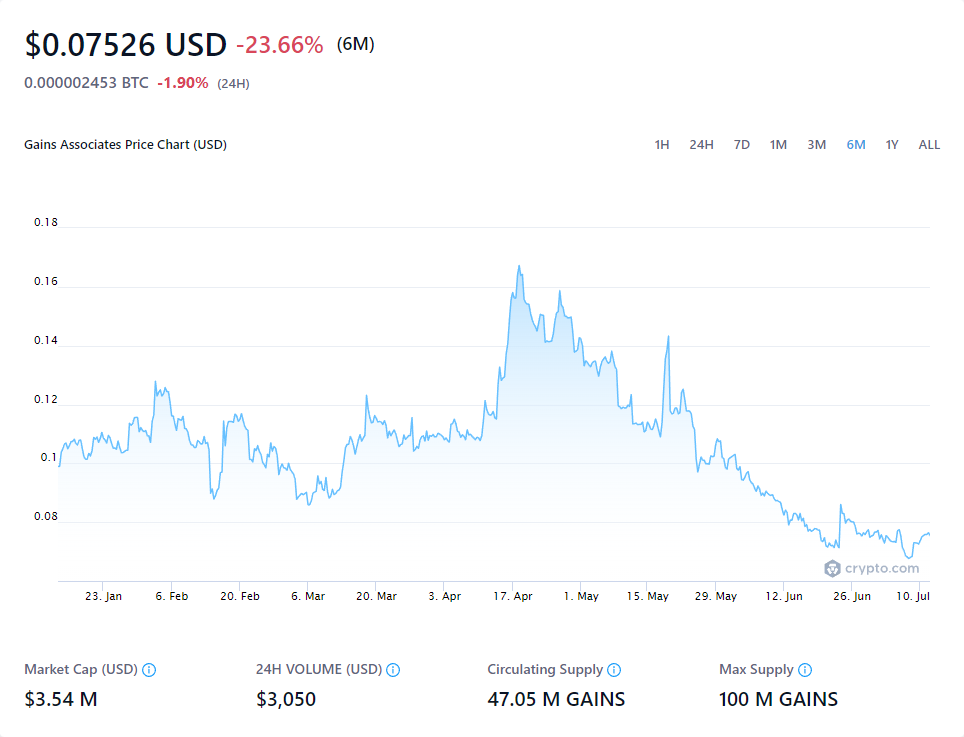 $0.07526 USD -23.66% (6M)
0.000002453 BTC -1.90% (24H)
Gains Associates Price Chart (USD) 1H 24H 7D 1M 3M 6M 1Y ALL
0.18
0.16
0.14
0.12
0.1
0.08
crypto.com
23. Jan 6. Feb 20. Feb 6. Mar 20. Mar 3. Apr 17. Apr 1. May 15. May 29. May 12. Jun 26. Jun 10. Jul
Market Cap (USD) 24H VOLUME (USD) Circulating Supply Max Supply
$3.54 M $3,050 47.05 M GAINS 100 M GAINS